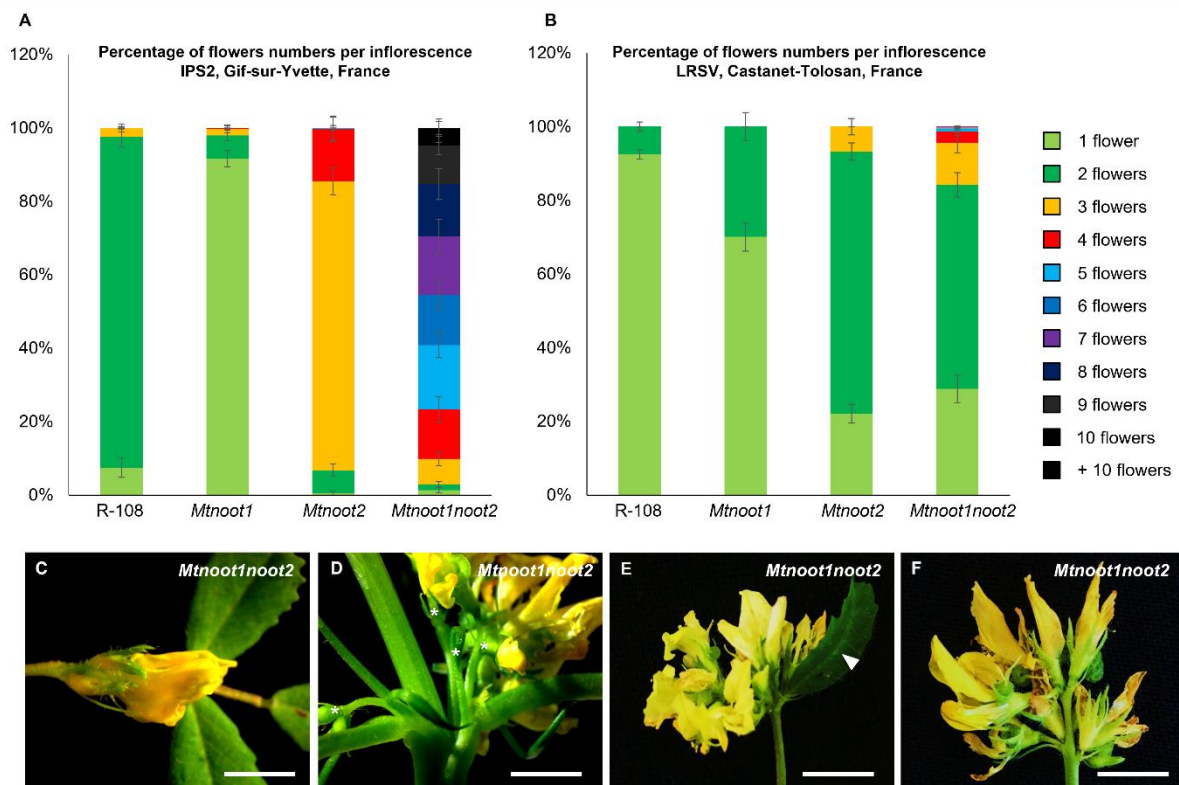 A
Percentage of flowers numbers per inflorescence
IPS2, Gif-sur-Yvette, France
120%
100%
80%
60%
40%
20%
0%
R-108
Mtnoot1
Mtnoot2
Mtnoot1noot2
B
Percentage of flowers numbers per inflorescence
LRSV, Castanet-Tolosan, France
120%
100%
80%
60%
40%
20%
0%
R-108
Mtnoot1
Mtnoot2
Mtnoot1noot2
1 flower
2 flowers
3 flowers
4 flowers
5 flowers
6 flowers
7 flowers
8 flowers
9 flowers
10 flowers
+ 10 flowers
C
Mtnoot1noot2
D
Mtnoot1noot2
*
*
*
*
E
Mtnoot1noot2
F
Mtnoot1noot2